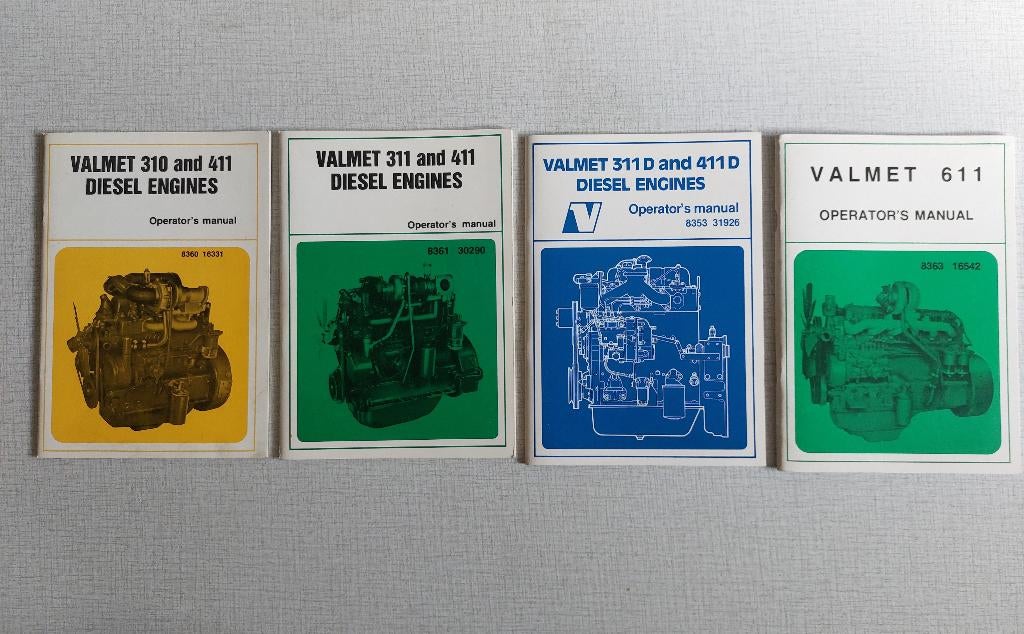 VALMET 310 and 411
DIESEL ENGINES
Operator's manual
8360 16331
VALMET 311 and 411
DIESEL ENGINES
Operator's manual
8361 30290
VALMET 311 D and 411 D
DIESEL ENGINES
V
Operator's manual
8353 31926
VALMET 611
OPERATOR'S MANUAL
8363 16542